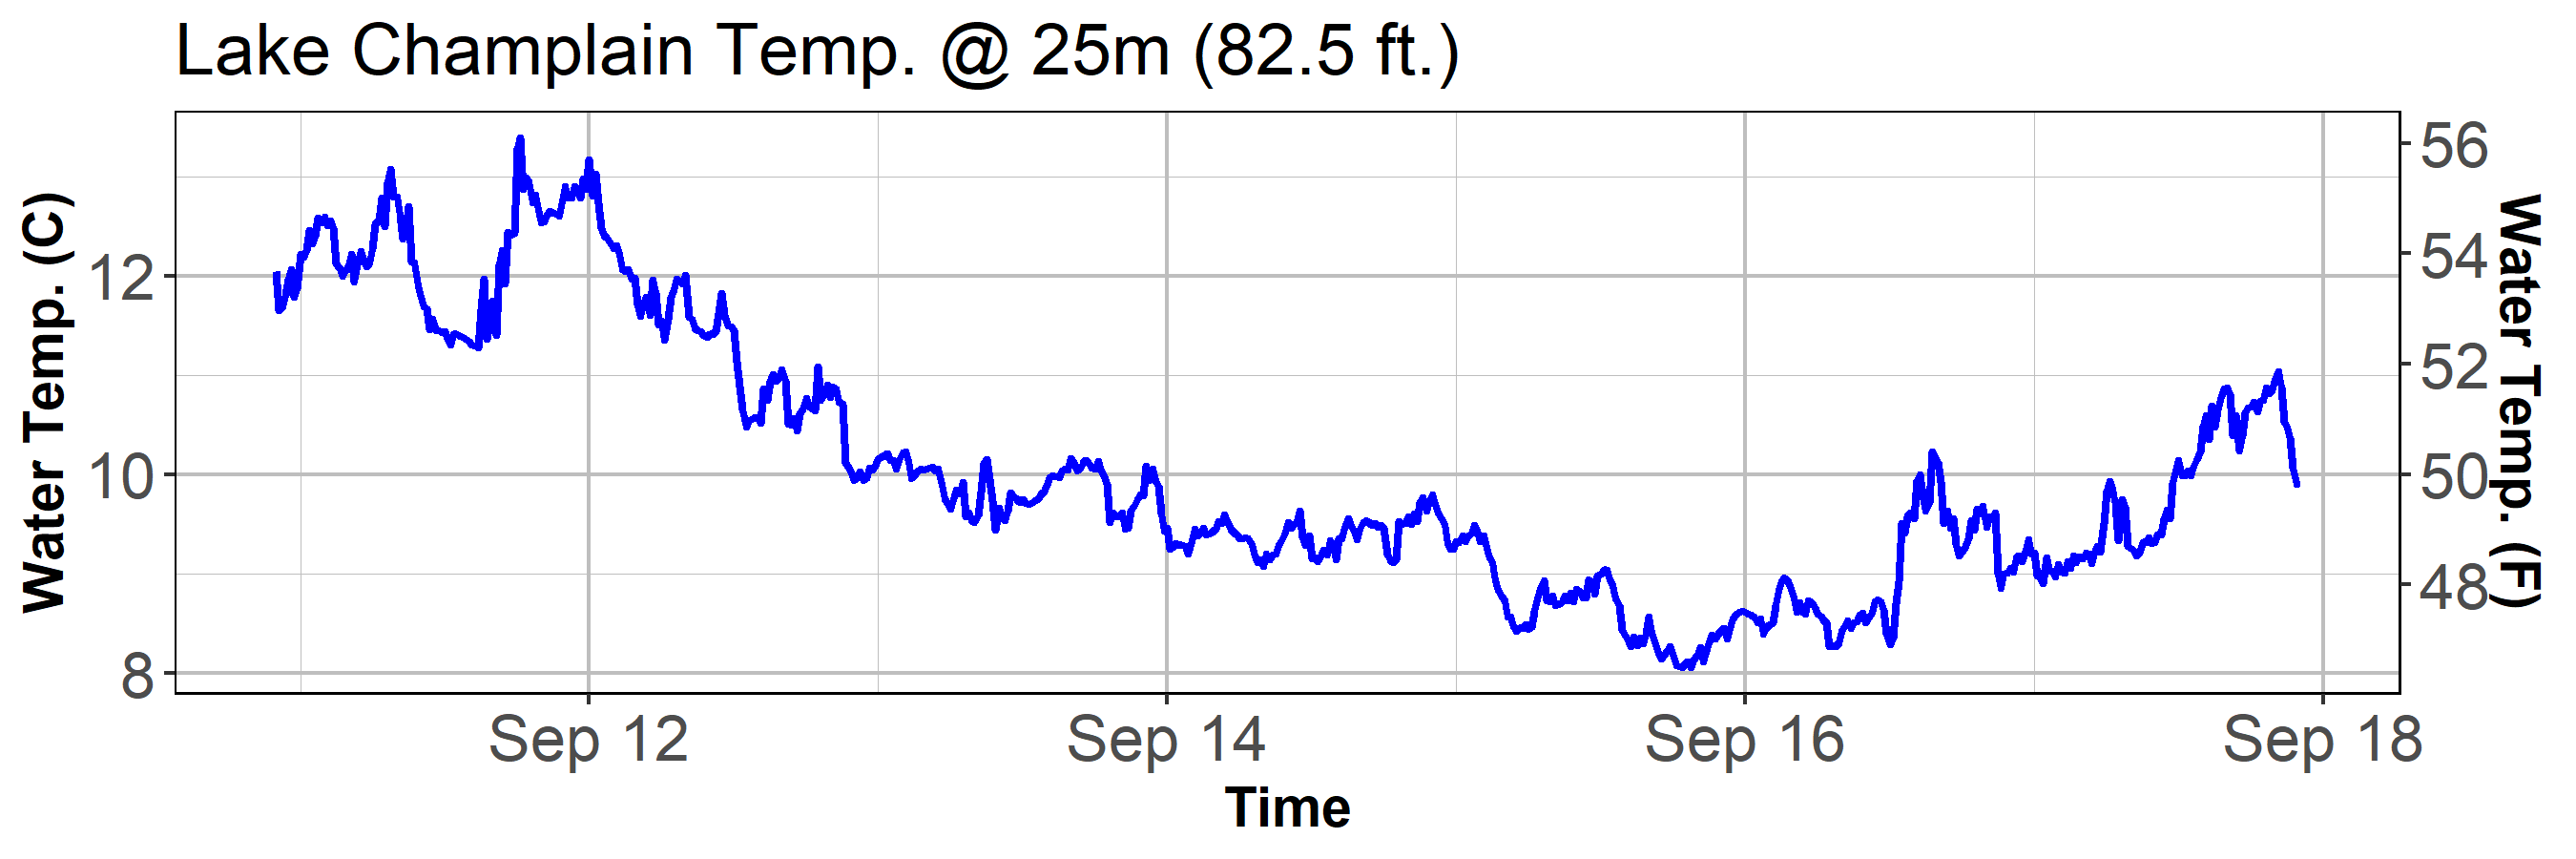 Lake Champlain Temp. @ 25m (82.5 ft.)
Water Temp. (C)
12
10
8
56
54
52
50
48
Water Temp. (F)
Sep 12
Sep 14
Sep 16
Sep 18
Time